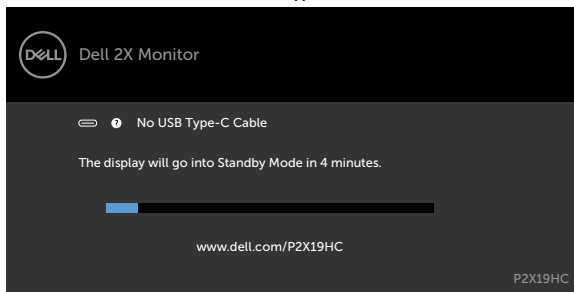 DELL
Dell 2X Monitor
? No USB Type-C Cable
The display will go into Standby Mode in 4 minutes.
www.dell.com/P2X19HC
P2X19HC